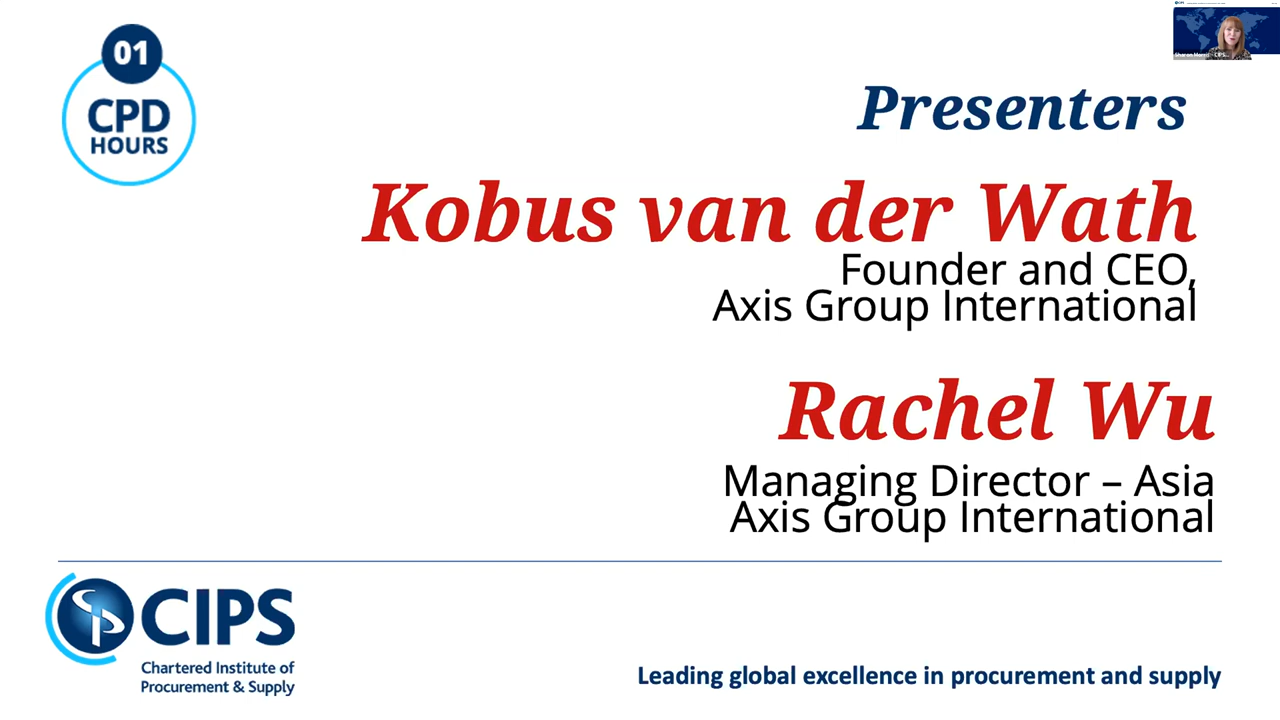 01
CPD
HOURS
Presenters
Kobus van der Wath
Founder and CEO,
Axis Group International
Rachel Wu
Managing Director – Asia
Axis Group International
CIPS
Chartered Institute of
Procurement & Supply
Leading global excellence in procurement and supply